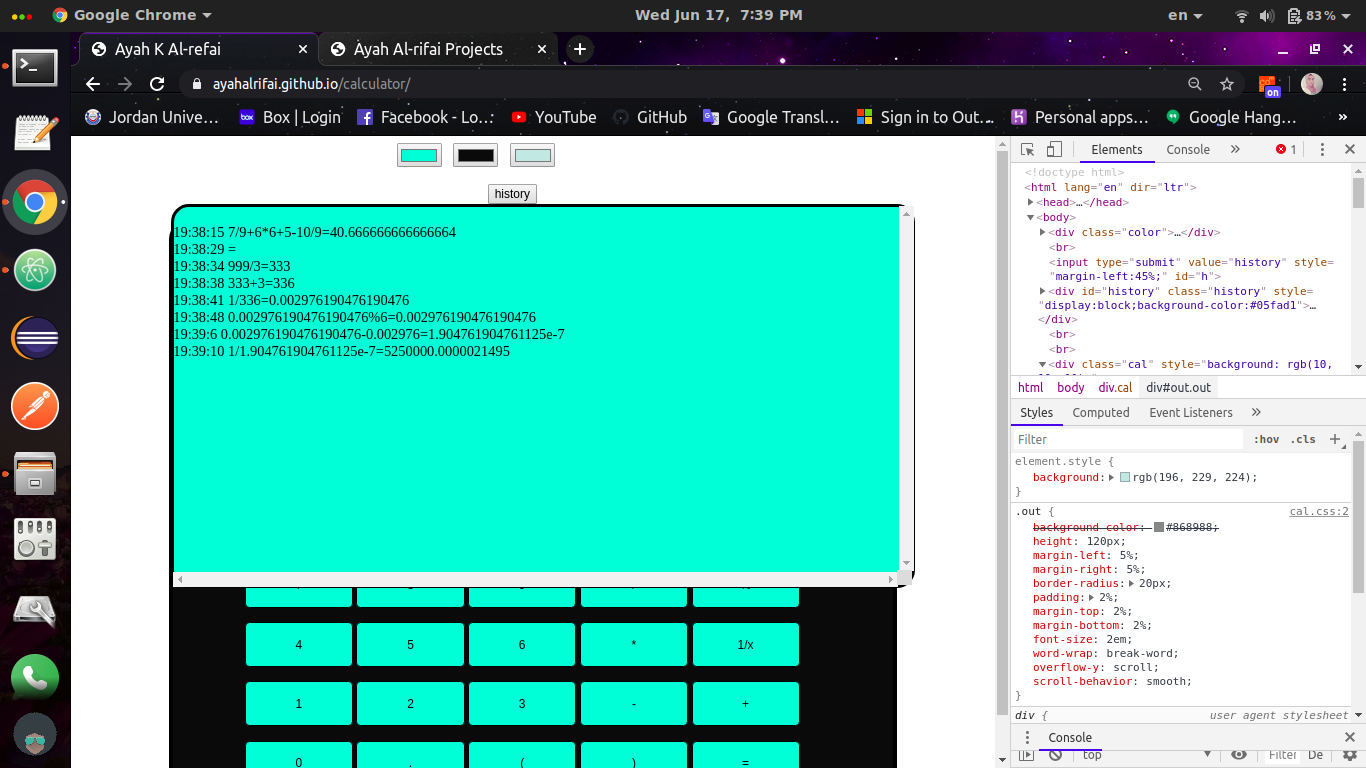 Google Chrome
Wed Jun 17, 7:39 PM
en
83%
Ayah K Al-refai
Ayah Al-rifai Projects
ayahalrifai.github.io/calculator/
on
Jordan Unive…
Box | Login
Facebook - Lo…
YouTube
GitHub
Google Transl…
Sign in to Out…
Personal apps…
Google Hang…
»
history
19:38:15 7/9+6*6+5-10/9=40.666666666666664
19:38:29 =
19:38:34 999/3=333
19:38:38 333+3=336
19:38:41 1/336=0.002976190476190476
19:38:48 0.002976190476190476%6=0.002976190476190476
19:39:6 0.002976190476190476-0.002976=1.904761904761125e-7
19:39:10 1/1.904761904761125e-7=5250000.0000021495
4 5 6 * 1/x
1 2 3 - +
0 . ( ) =
Elements Console » 1
<!doctype html>
<html lang="en" dir="ltr">
<head>…</head>
<body>
<div class="color">…</div>
<br>
<input type="submit" value="history" style=
"margin-left:45%;" id="h">
<div id="history" class="history" style=
"display:block;background-color:#05fad1">…
</div>
<br>
<br>
<div class="cal" style="background: rgb(10,
html body div.cal div#out.out
Styles Computed Event Listeners »
Filter :hov .cls +
element.style {
background: rgb(196, 229, 224);
}
.out { cal.css:2
background-color: #868988;
height: 120px;
margin-left: 5%;
margin-right: 5%;
border-radius: 20px;
padding: 2%;
margin-top: 2%;
margin-bottom: 2%;
font-size: 2em;
word-wrap: break-word;
overflow-y: scroll;
scroll-behavior: smooth;
}
div { user agent stylesheet
Console
top Filter De